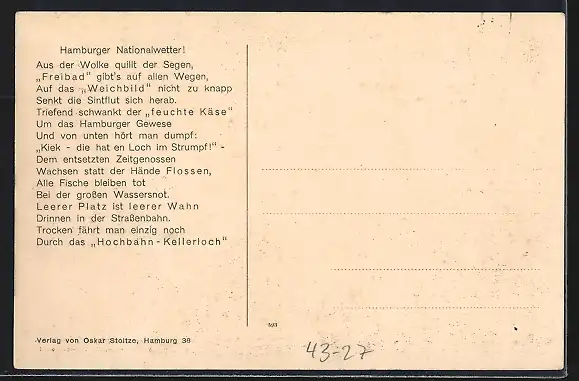 Hamburger Nationalwetter!
Aus der Wolke quillt der Segen,
„Freibad" gibt's auf allen Wegen,
Auf das „Weichbild" nicht zu knapp
Senkt die Sintflut sich herab.
Triefend schwankt der „feuchte Käse"
Um das Hamburger Gewese
Und von unten hört man dumpf:
„Kiek - die hat en Loch im Strumpf!" -
Dem entsetzten Zeitgenossen
Wachsen statt der Hände Flossen,
Alle Fische bleiben tot
Bei der großen Wassersnot.
Leerer Platz ist leerer Wahn
Drinnen in der Straßenbahn.
Trocken fährt man einzig noch
Durch das „Hochbahn-Kellerloch"
Verlag von Oskar Stoltze, Hamburg 36
593
43-27